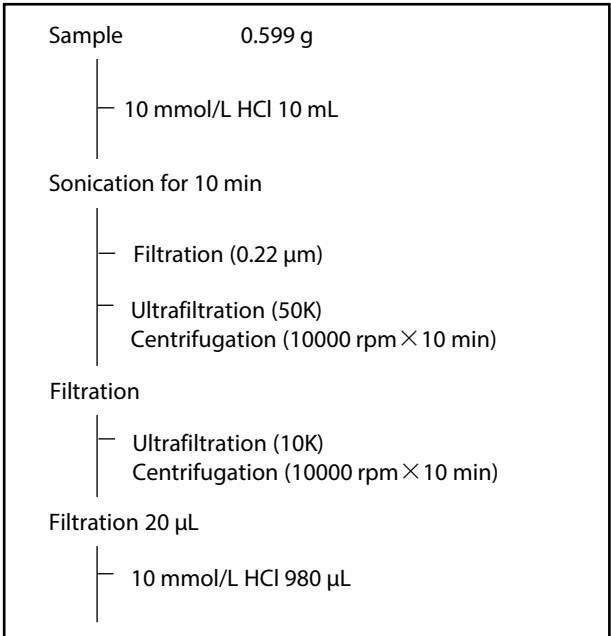 Sample 0.599 g
10 mmol/L HCl 10 mL
Sonication for 10 min
Filtration (0.22 μm)
Ultrafiltration (50K)
Centrifugation (10000 rpm×10 min)
Filtration
Ultrafiltration (10K)
Centrifugation (10000 rpm×10 min)
Filtration 20 μL
10 mmol/L HCl 980 μL